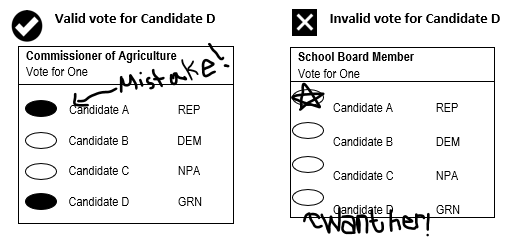 Valid vote for Candidate D
Commissioner of Agriculture
Vote for One
Mistake!
Candidate A REP
Candidate B DEM
Candidate C NPA
Candidate D GRN
Invalid vote for Candidate D
School Board Member
Vote for One
Candidate A REP
Candidate B DEM
Candidate C NPA
Candidate D GRN
Want her!